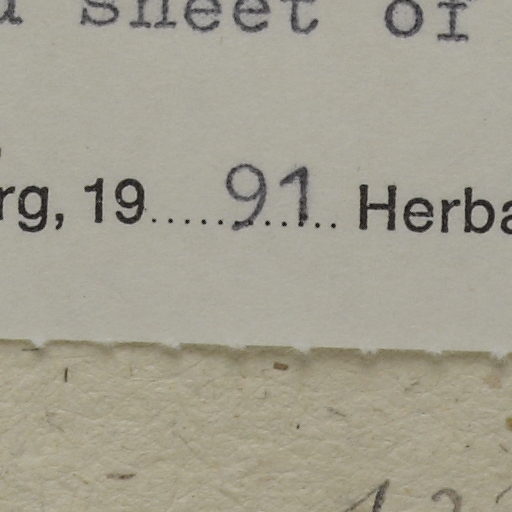 sheet of
rg, 19.....91..... Herba